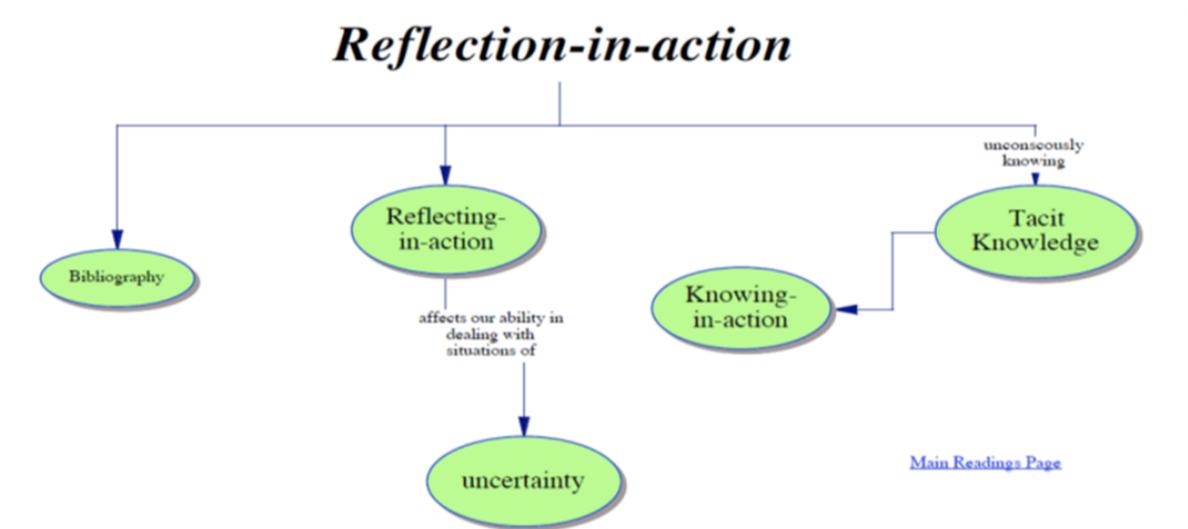 Reflection-in-action
unconscously
knowing
Reflecting-
in-action
Tacit
Knowledge
Bibliography
Knowing-
in-action
affects our ability in
dealing with
situations of
uncertainty
Main Readings Page